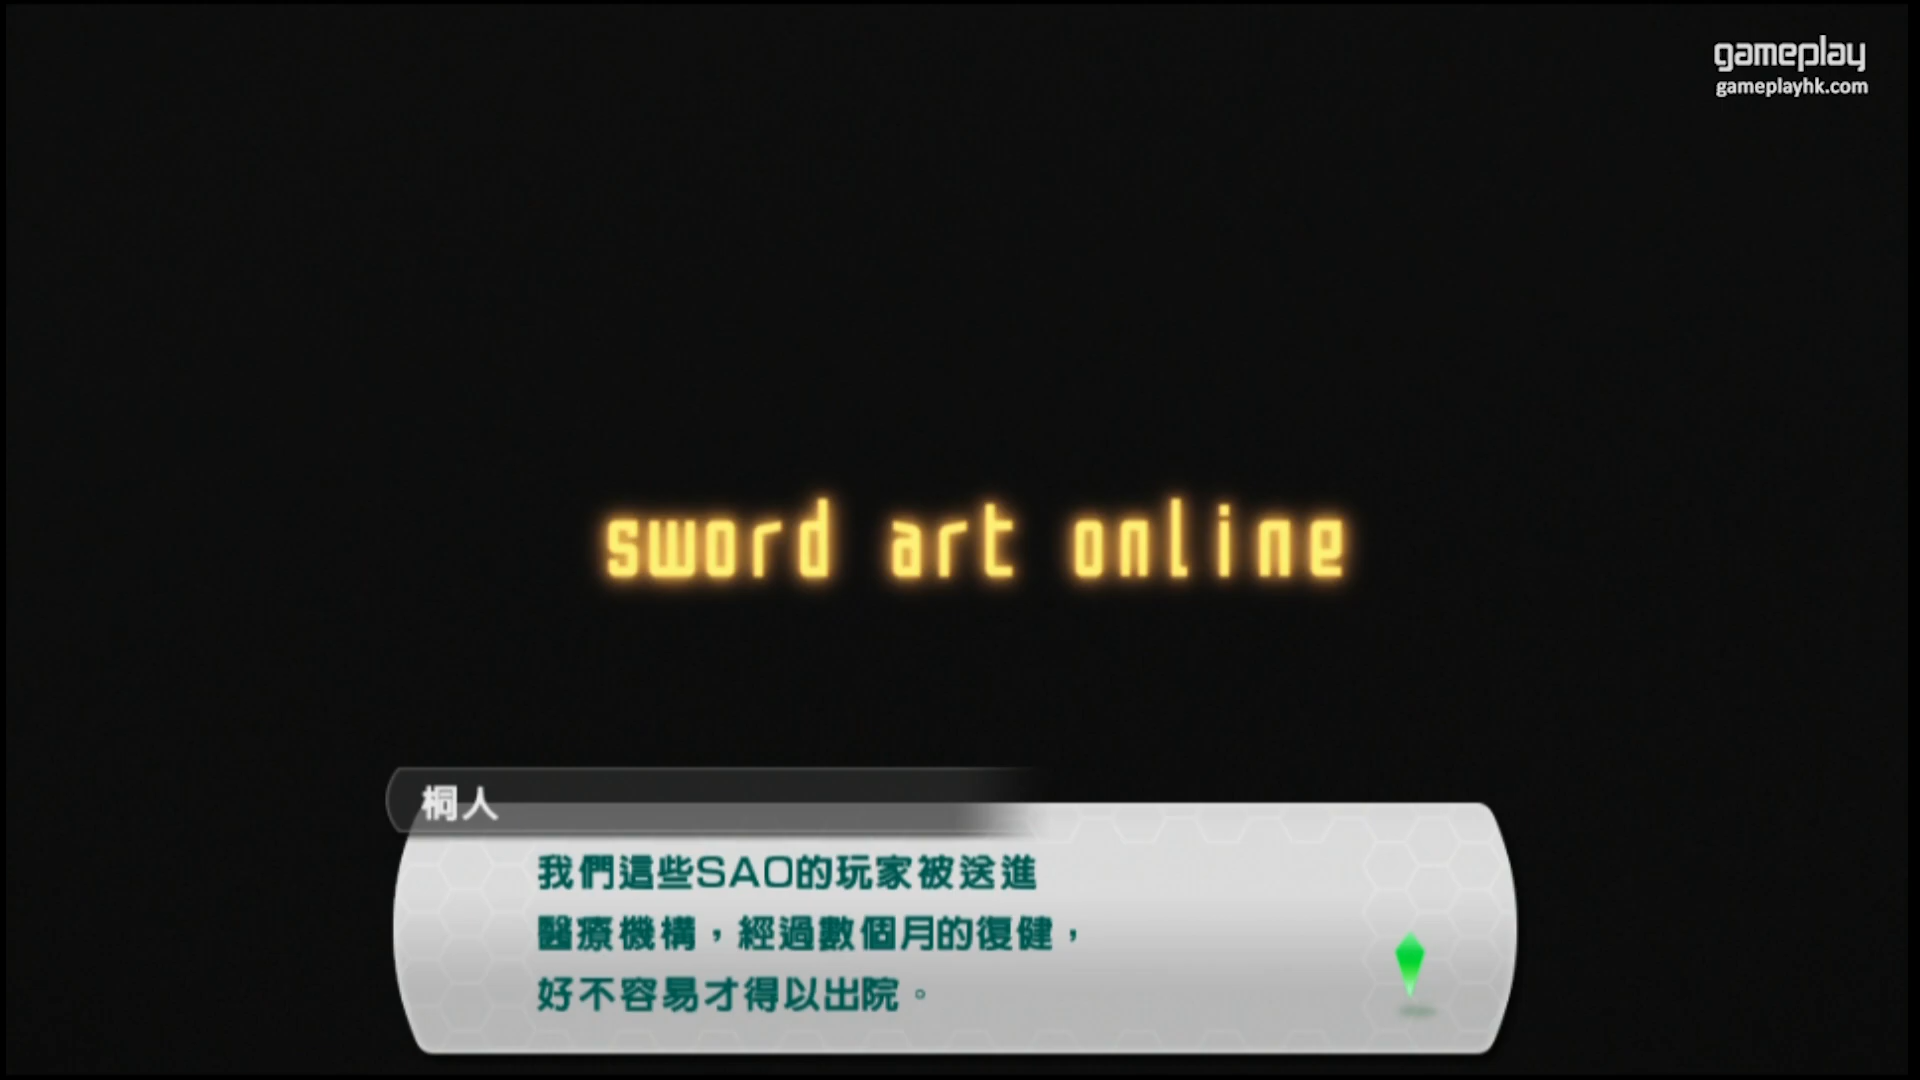 gameplay
gameplayhk.com
sword art online
桐人
我們這些SAO的玩家被送進
醫療機構，經過數個月的復健，
好不容易才得以出院。